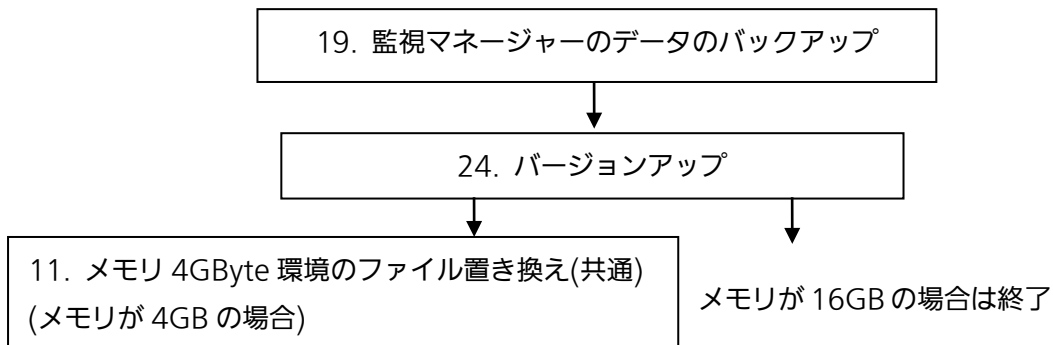 19. 監視マネージャーのデータのバックアップ
24. バージョンアップ
11. メモリ 4GByte 環境のファイル置き換え(共通)
(メモリが 4GB の場合)
メモリが 16GB の場合は終了